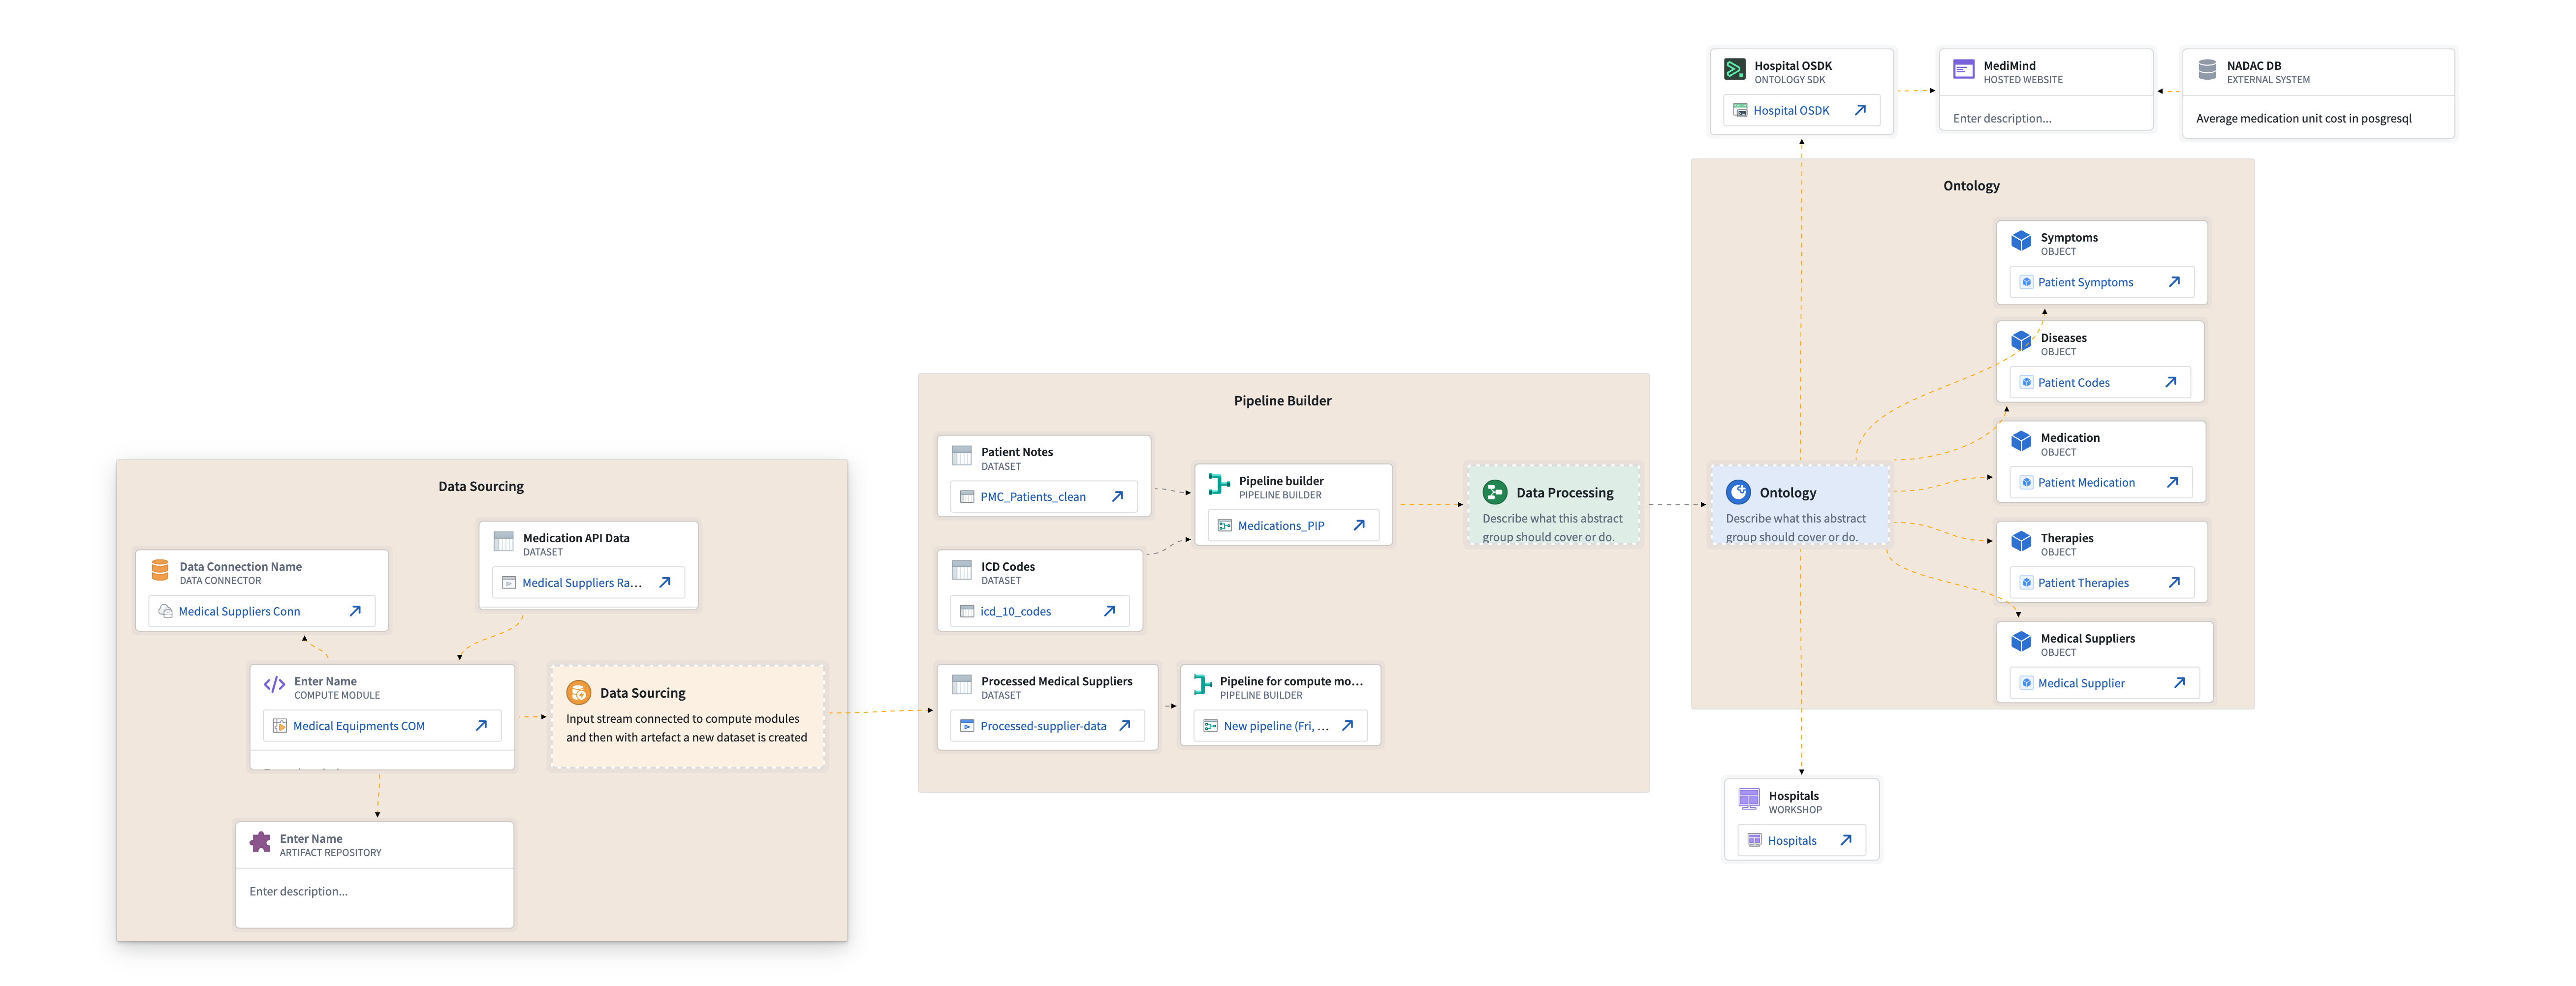 Hospital OSDK
ONTOLOGY SDK
Hospital OSDK
MediMind
HOSTED WEBSITE
Enter description...
NADAC DB
EXTERNAL SYSTEM
Average medication unit cost in posgresql
Ontology
Symptoms
OBJECT
Patient Symptoms
Diseases
OBJECT
Patient Codes
Medication
OBJECT
Patient Medication
Therapies
OBJECT
Patient Therapies
Medical Suppliers
OBJECT
Medical Supplier
Ontology
Describe what this abstract
group should cover or do.
Hospitals
WORKSHOP
Hospitals
Pipeline Builder
Patient Notes
DATASET
PMC_Patients_clean
ICD Codes
DATASET
icd_10_codes
Pipeline builder
PIPELINE BUILDER
Medications_PIP
Data Processing
Describe what this abstract
group should cover or do.
Processed Medical Suppliers
DATASET
Processed-supplier-data
Pipeline for compute mo...
PIPELINE BUILDER
New pipeline (Fri, ...
Data Sourcing
Medication API Data
DATASET
Medical Suppliers Ra...
Data Connection Name
DATA CONNECTOR
Medical Suppliers Conn
Enter Name
COMPUTE MODULE
Medical Equipments COM
Data Sourcing
Input stream connected to compute modules
and then with artefact a new dataset is created
Enter Name
ARTIFACT REPOSITORY
Enter description...